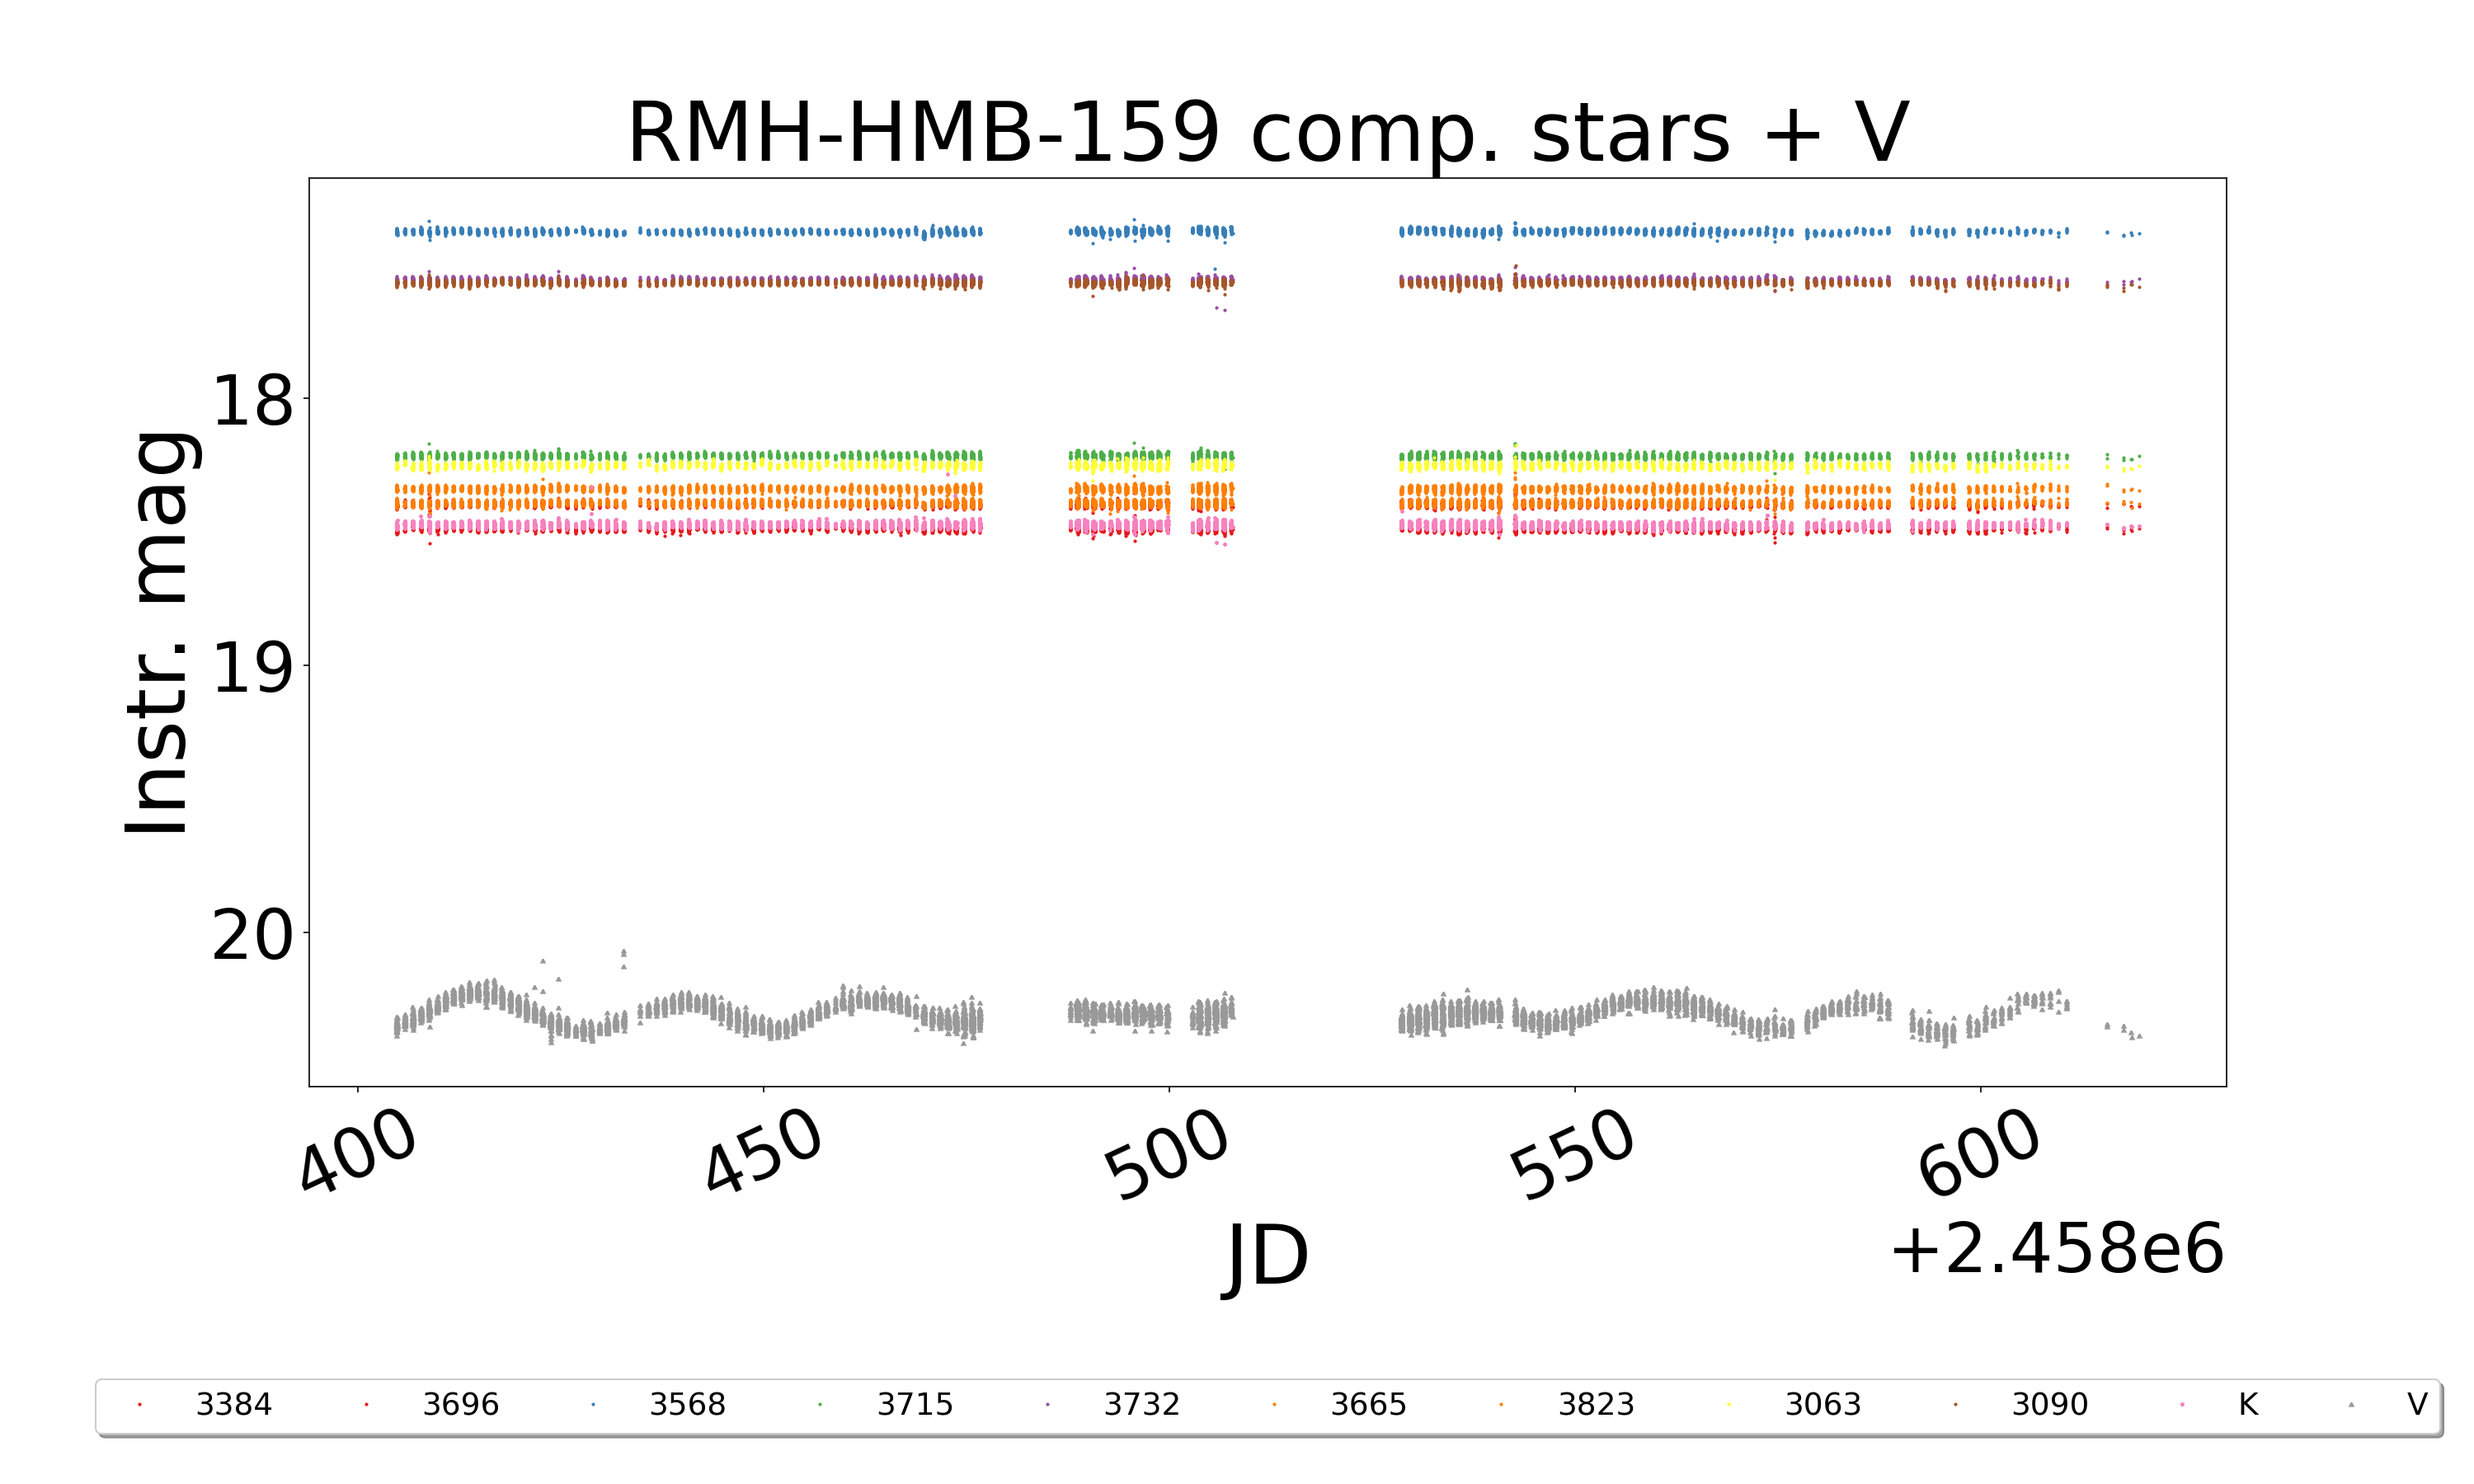 RMH-HMB-159 comp. stars + V
Instr. mag
18
19
20
400 450 500 550 600
JD
+2.458e6
3384 3696 3568 3715 3732 3665 3823 3063 3090 K V